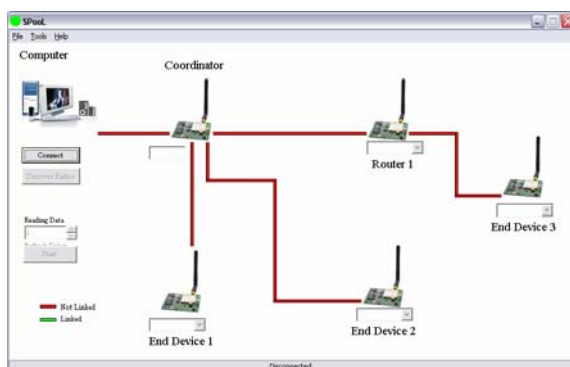 SPooL
File Tools Help
Computer
Coordinator
Connect
Discover Radios
Router 1
End Device 3
Reading Data
1
Start
Not Linked
Linked
End Device 1
End Device 2
Disconnected